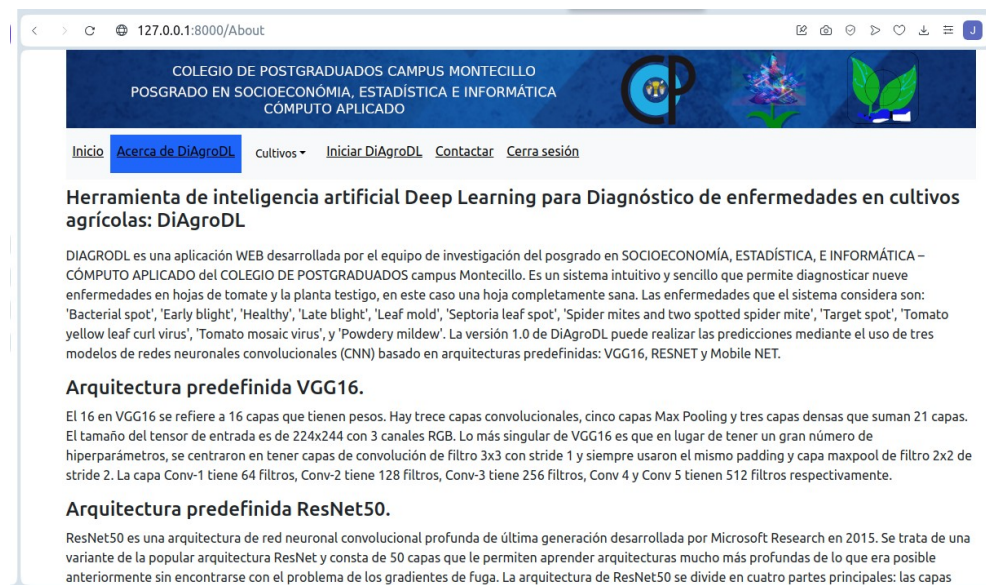 127.0.0.1:8000/About
J
COLEGIO DE POSTGRADUADOS CAMPUS MONTECILLO
POSGRADO EN SOCIOECONÓMIA, ESTADÍSTICA E INFORMÁTICA
CÓMPUTO APLICADO
CP
Inicio Acerca de DiAgroDL Cultivos Iniciar DiAgroDL Contactar Cerra sesión
Herramienta de inteligencia artificial Deep Learning para Diagnóstico de enfermedades en cultivos
agrícolas: DiAgroDL
DIAGRODL es una aplicación WEB desarrollada por el equipo de investigación del posgrado en SOCIOECONOMÍA, ESTADÍSTICA, E INFORMÁTICA –
CÓMPUTO APLICADO del COLEGIO DE POSTGRADUADOS campus Montecillo. Es un sistema intuitivo y sencillo que permite diagnosticar nueve
enfermedades en hojas de tomate y la planta testigo, en este caso una hoja completamente sana. Las enfermedades que el sistema considera son:
'Bacterial spot', 'Early blight', 'Healthy', 'Late blight', 'Leaf mold', 'Septoria leaf spot', 'Spider mites and two spotted spider mite', 'Target spot', 'Tomato
yellow leaf curl virus', 'Tomato mosaic virus', y 'Powdery mildew'. La versión 1.0 de DiAgroDL puede realizar las predicciones mediante el uso de tres
modelos de redes neuronales convolucionales (CNN) basado en arquitecturas predefinidas: VGG16, RESNET y Mobile NET.
Arquitectura predefinida VGG16.
El 16 en VGG16 se refiere a 16 capas que tienen pesos. Hay trece capas convolucionales, cinco capas Max Pooling y tres capas densas que suman 21 capas.
El tamaño del tensor de entrada es de 224x244 con 3 canales RGB. Lo más singular de VGG16 es que en lugar de tener un gran número de
hiperparámetros, se centraron en tener capas de convolución de filtro 3x3 con stride 1 y siempre usaron el mismo padding y capa maxpool de filtro 2x2 de
stride 2. La capa Conv-1 tiene 64 filtros, Conv-2 tiene 128 filtros, Conv-3 tiene 256 filtros, Conv 4 y Conv 5 tienen 512 filtros respectivamente.
Arquitectura predefinida ResNet50.
ResNet50 es una arquitectura de red neuronal convolucional profunda de última generación desarrollada por Microsoft Research en 2015. Se trata de una
variante de la popular arquitectura ResNet y consta de 50 capas que le permiten aprender arquitecturas mucho más profundas de lo que era posible
anteriormente sin encontrarse con el problema de los gradientes de fuga. La arquitectura de ResNet50 se divide en cuatro partes principales: las capas